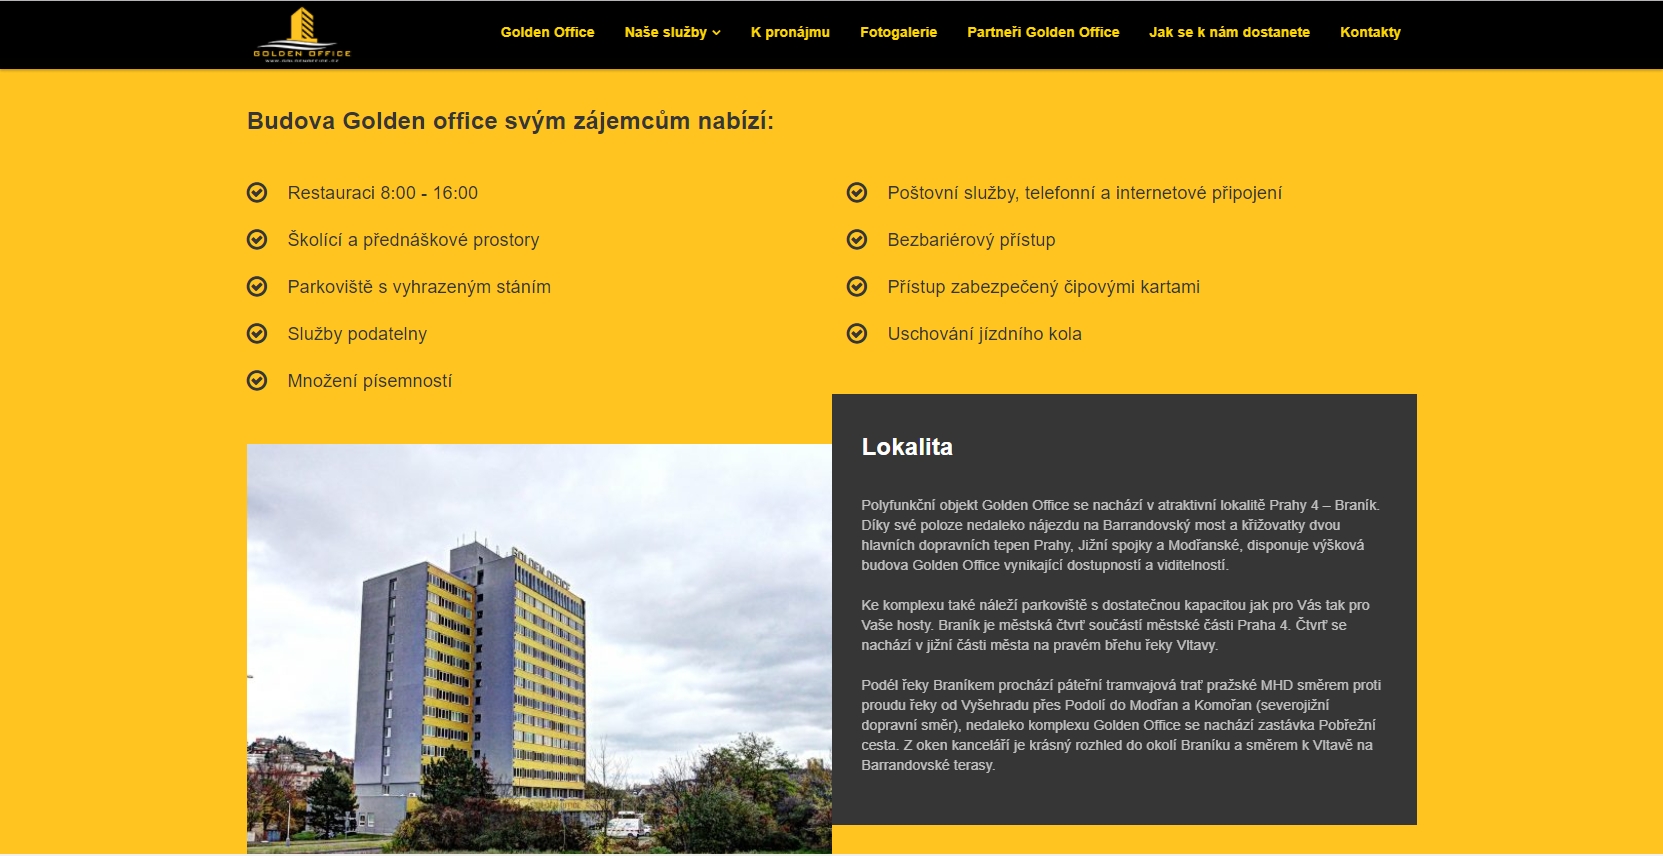 GOLDEN OFFICE
WWW.GOLDENOFFICE.CZ
Golden Office
Naše služby
K pronájmu
Fotogalerie
Partneři Golden Office
Jak se k nám dostanete
Kontakty
Budova Golden office svým zájemcům nabízí:
Restauraci 8:00 - 16:00
Školící a přednáškové prostory
Parkoviště s vyhrazeným stáním
Služby podatelny
Množení písemností
Poštovní služby, telefonní a internetové připojení
Bezbariérový přístup
Přístup zabezpečený čipovými kartami
Uschování jízdního kola
GOLDEN OFFICE
Lokalita
Polyfunkční objekt Golden Office se nachází v atraktivní lokalitě Prahy 4 – Braník.
Díky své poloze nedaleko nájezdu na Barrandovský most a křižovatky dvou
hlavních dopravních tepen Prahy, Jižní spojky a Modřanské, disponuje výšková
budova Golden Office vynikající dostupností a viditelností.
Ke komplexu také náleží parkoviště s dostatečnou kapacitou jak pro Vás tak pro
Vaše hosty. Braník je městská čtvrť součástí městské části Praha 4. Čtvrť se
nachází v jižní části města na pravém břehu řeky Vltavy.
Podél řeky Braníkem prochází páteřní tramvajová trať pražské MHD směrem proti
proudu řeky od Vyšehradu přes Podolí do Modřan a Komořan (severojižní
dopravní směr), nedaleko komplexu Golden Office se nachází zastávka Pobřežní
cesta. Z oken kanceláří je krásný rozhled do okolí Braníku a směrem k Vltavě na
Barrandovské terasy.